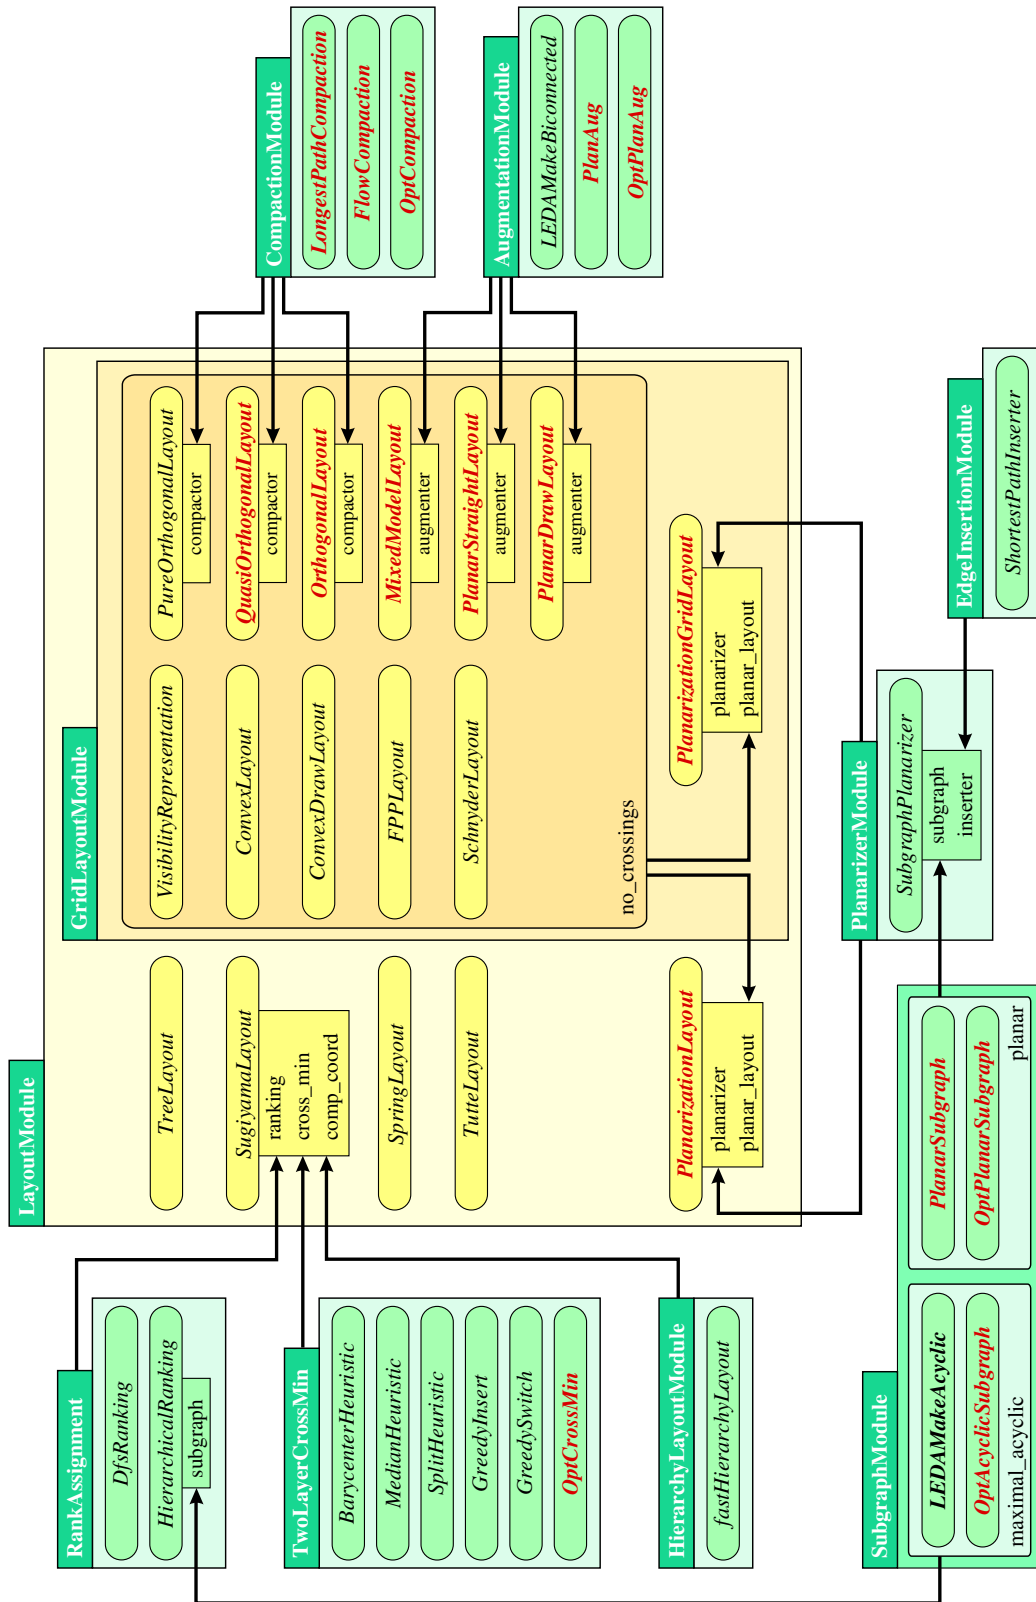 RankAssignment
DfsRanking
HierarchicalRanking
subgraph
TwoLayerCrossMin
BarycenterHeuristic
MedianHeuristic
SplitHeuristic
GreedyInsert
GreedySwitch
OptCrossMin
HierarchyLayoutModule
fastHierarchyLayout
SubgraphModule
LEDAMakeAcyclic
OptAcyclicSubgraph
maximal_acyclic
PlanarSubgraph
OptPlanarSubgraph
planar
LayoutModule
TreeLayout
SugiyamaLayout
ranking
cross_min
comp_coord
SpringLayout
TutteLayout
PlanarizationLayout
planarizer
planar_layout
GridLayoutModule
VisibilityRepresentation
ConvexLayout
ConvexDrawLayout
FPPLayout
SchnyderLayout
no_crossings
PureOrthogonalLayout
compactor
QuasiOrthogonalLayout
compactor
OrthogonalLayout
compactor
MixedModelLayout
augmenter
PlanarStraightLayout
augmenter
PlanarDrawLayout
augmenter
PlanarizationGridLayout
planarizer
planar_layout
PlanarizerModule
SubgraphPlanarizer
subgraph
inserter
CompactionModule
LongestPathCompaction
FlowCompaction
OptCompaction
AugmentationModule
LEDAMakeBiconnected
PlanAug
OptPlanAug
EdgeInsertionModule
ShortestPathInserter